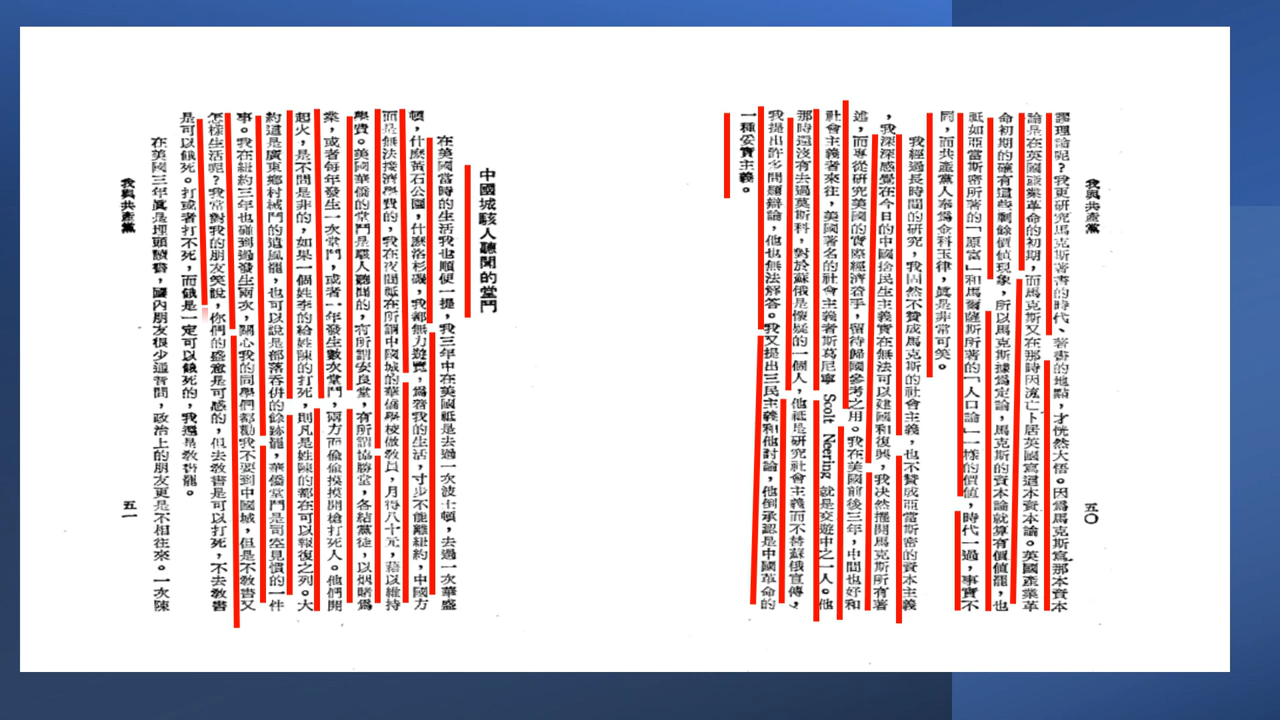 我與共產黨
五〇
謬理論呢？我更研究馬克斯著書的時代、著書的地點，才恍然大悟。因爲馬克斯寫那本資本
論是在英國產業革命的初期，而馬克斯又在那時因流亡卜居英國寫這本資本論。英國產業革
命初期的確有這些剩餘價值現象，所以馬克斯據爲定論，馬克斯的資本論就算有價值罷，也
祗如亞當斯密所著的「原富」和馬爾薩斯所著的「人口論」一樣的價值，時代一過，事實不
同，而共產黨人奉爲金科玉律，眞是非常可笑。
我經過長時間的研究，我固然不贊成馬克斯的社會主義，也不贊成亞當斯密的資本主義
，我深深感覺在今日的中國捨民生主義實在無法可以建國和復興，我決然擺開馬克斯所有著
述，而專從研究美國的實際經濟着手，留待歸國參考之用。我在美國前後三年，中間也好和
社會主義者來往，美國著名的社會主義者斯葛尼寧 Scolt Neering 就是交遊中之一人。他
那時還沒有去過莫斯科，對於蘇俄是懷疑的一個人，他祗是研究社會主義而不替蘇俄宣傳，
我提出許多問題辯論，他也無法解答。我又提出三民主義和他討論，他倒承認是中國革命的
一種妥實主義。
中國城駭人聽聞的堂鬥
在美國當時的生活我也順便一提，我三年中在美國祗是去過一次波士頓，去過一次華盛
頓，什麼黃石公園，什麼洛杉磯，我都無力遊覽，爲着我的生活，寸步不能離紐約，中國方
而是無法接濟學費的，我在夜間祗在所謂中國城的華僑學校做敎員，月得八十元，藉以維持
學費。美國華僑的堂鬥是駭人聽聞的，有所謂安良堂，有所謂協勝堂，各結黨徒，以烟賭爲
業，或者每年發生一次堂鬥，或者一年發生數次堂鬥，兩方面偷偷摸摸開槍打死人。他們開
起火，是不問是非的，如果一個姓李的給姓陳的打死，則凡是姓陳的都在可以報復之列。大
約這是廣東鄉村械鬥的遺風罷，也可以說是部落吞倂的餘跡罷，華僑堂鬥是司空見慣的一件
事。我在紐約三年也碰到過發生兩次，關心我的同學們都勸我不要到中國城，但是不敎書又
怎樣生活呢？我常對我的朋友笑說，你們的盛意是可感的，但去敎書是可以打死，不去敎書
是可以餓死。打或者打不死，而餓是一定可以餓死的，我還是敎書罷。
在美國三年眞是埋頭讀書，國內朋友很少通音問，政治上的朋友更是不相往來。一次陳
我與共產黨
五一